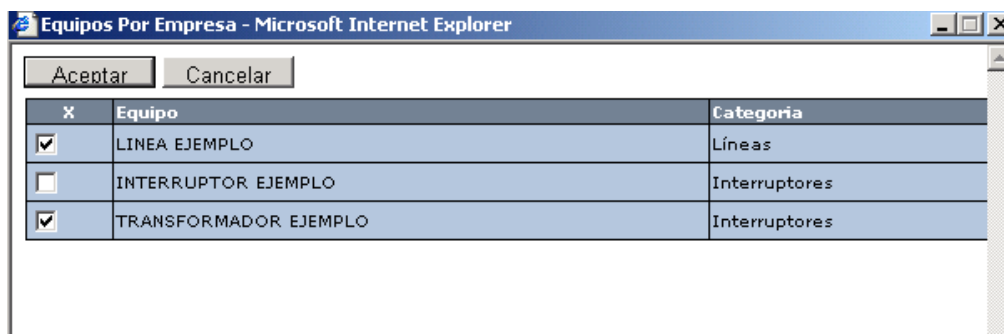 Equipos Por Empresa - Microsoft Internet Explorer
Aceptar Cancelar
X Equipo Categoria
LINEA EJEMPLO Líneas
INTERRUPTOR EJEMPLO Interruptores
TRANSFORMADOR EJEMPLO Interruptores